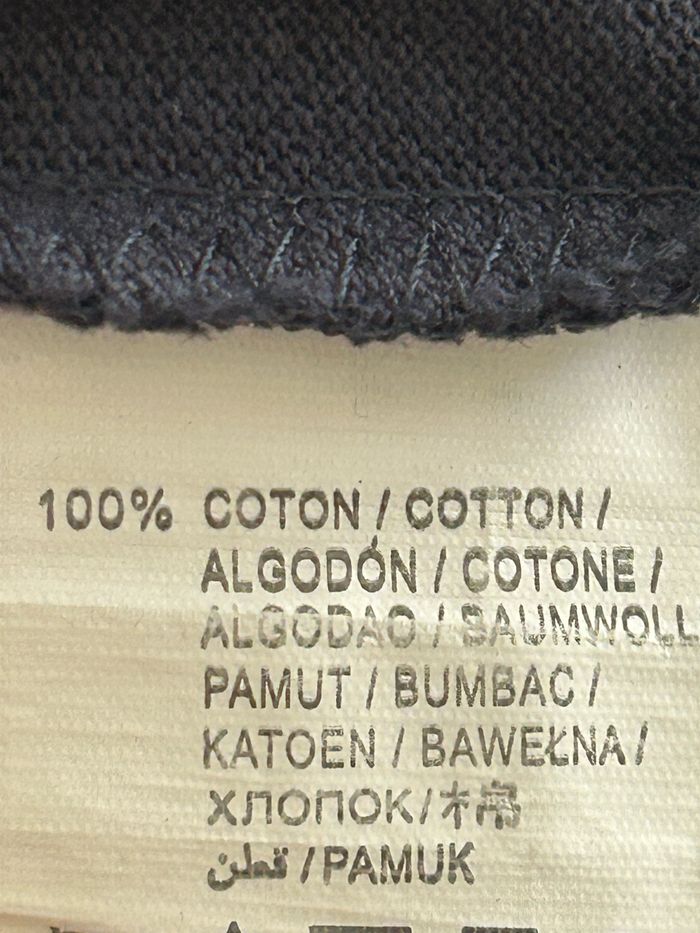 100% COTON / COTTON /
ALGODÓN / COTONE /
ALGODAO / BAUMWOLL
PAMUT / BUMBAC /
KATOEN / BAWEŁNA /
ХЛОПОК/棉
قطن /PAMUK